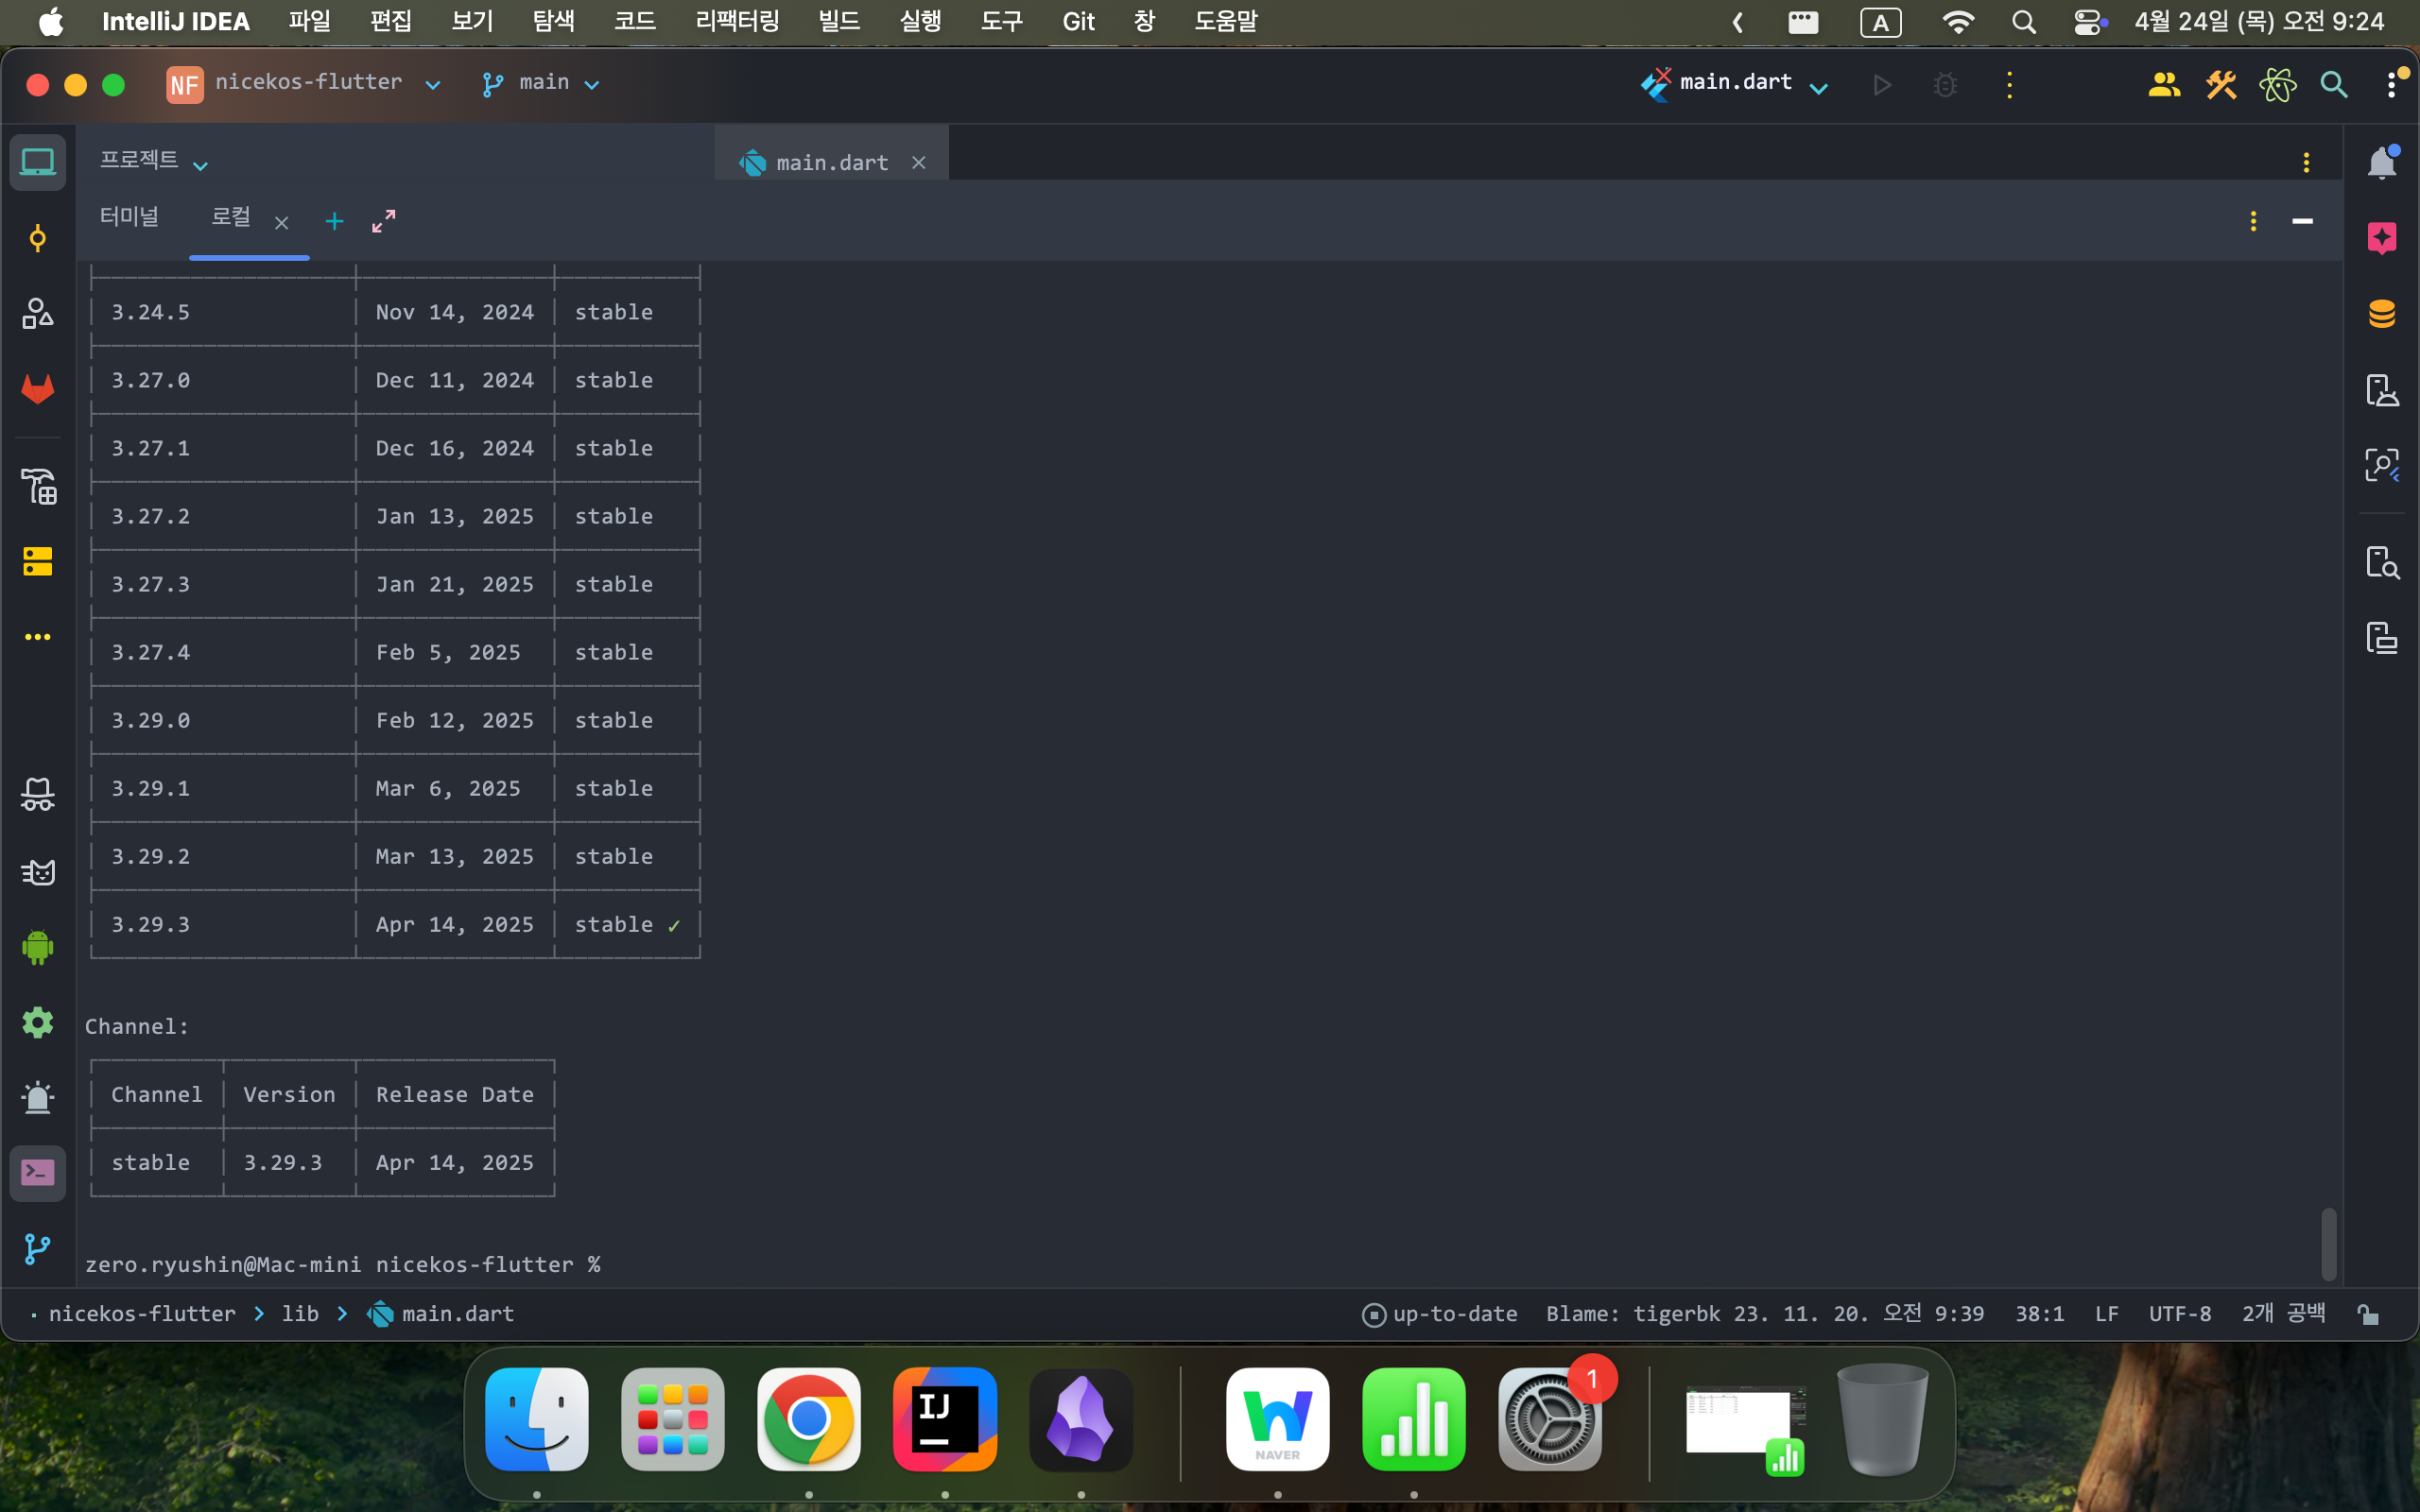 IntelliJ IDEA 파일 편집 보기 탐색 코드 리팩터링 빌드 실행 도구 Git 창 도움말 A 4월 24일 (목) 오전 9:24
NF nicekos-flutter main main.dart
프로젝트 main.dart
터미널 로컬
3.24.5 Nov 14, 2024 stable
3.27.0 Dec 11, 2024 stable
3.27.1 Dec 16, 2024 stable
3.27.2 Jan 13, 2025 stable
3.27.3 Jan 21, 2025 stable
3.27.4 Feb 5, 2025 stable
3.29.0 Feb 12, 2025 stable
3.29.1 Mar 6, 2025 stable
3.29.2 Mar 13, 2025 stable
3.29.3 Apr 14, 2025 stable ✓
Channel:
Channel Version Release Date
stable 3.29.3 Apr 14, 2025
zero.ryushin@Mac-mini nicekos-flutter %
nicekos-flutter lib main.dart up-to-date Blame: tigerbk 23. 11. 20. 오전 9:39 38:1 LF UTF-8 2개 공백
IJ
NAVER
1